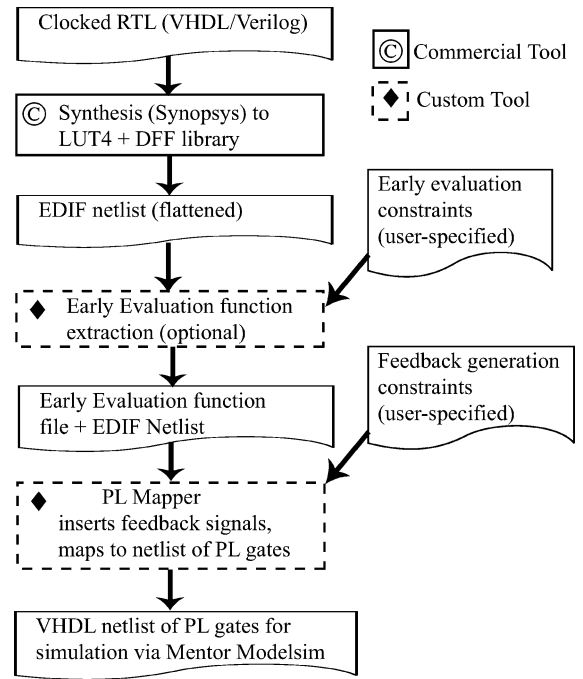 Clocked RTL (VHDL/Verilog)
© Commercial Tool
Custom Tool
© Synthesis (Synopsys) to
LUT4 + DFF library
EDIF netlist (flattened)
Early evaluation
constraints
(user-specified)
Early Evaluation function
extraction (optional)
Feedback generation
constraints
(user-specified)
Early Evaluation function
file + EDIF Netlist
PL Mapper
inserts feedback signals,
maps to netlist of PL gates
VHDL netlist of PL gates for
simulation via Mentor Modelsim